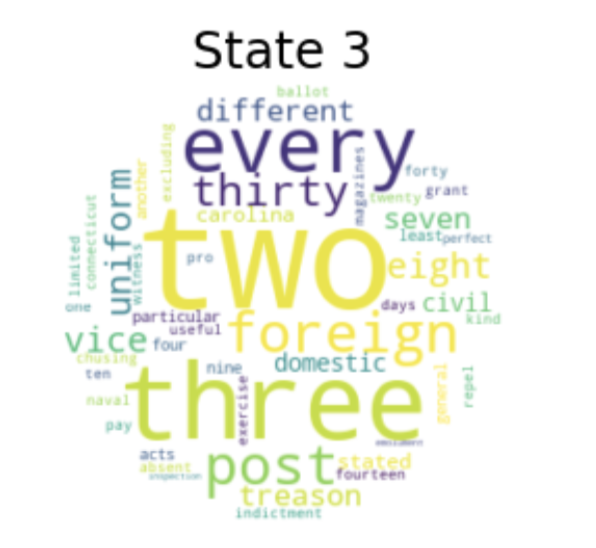 State 3
ballot
different
excluding
every
magazines
another
thirty
forty
grant
twenty
connecticut
uniform
carolina
seven
least
perfect
limited
witness
two
pro
eight
one
particular
days
civil
kind
useful
foreign
vice
four
chusing
domestic
ten
nine
three
exercise
general
repel
naval
pay
acts
post
stated
absent
inspection
fourteen
treason
indictment